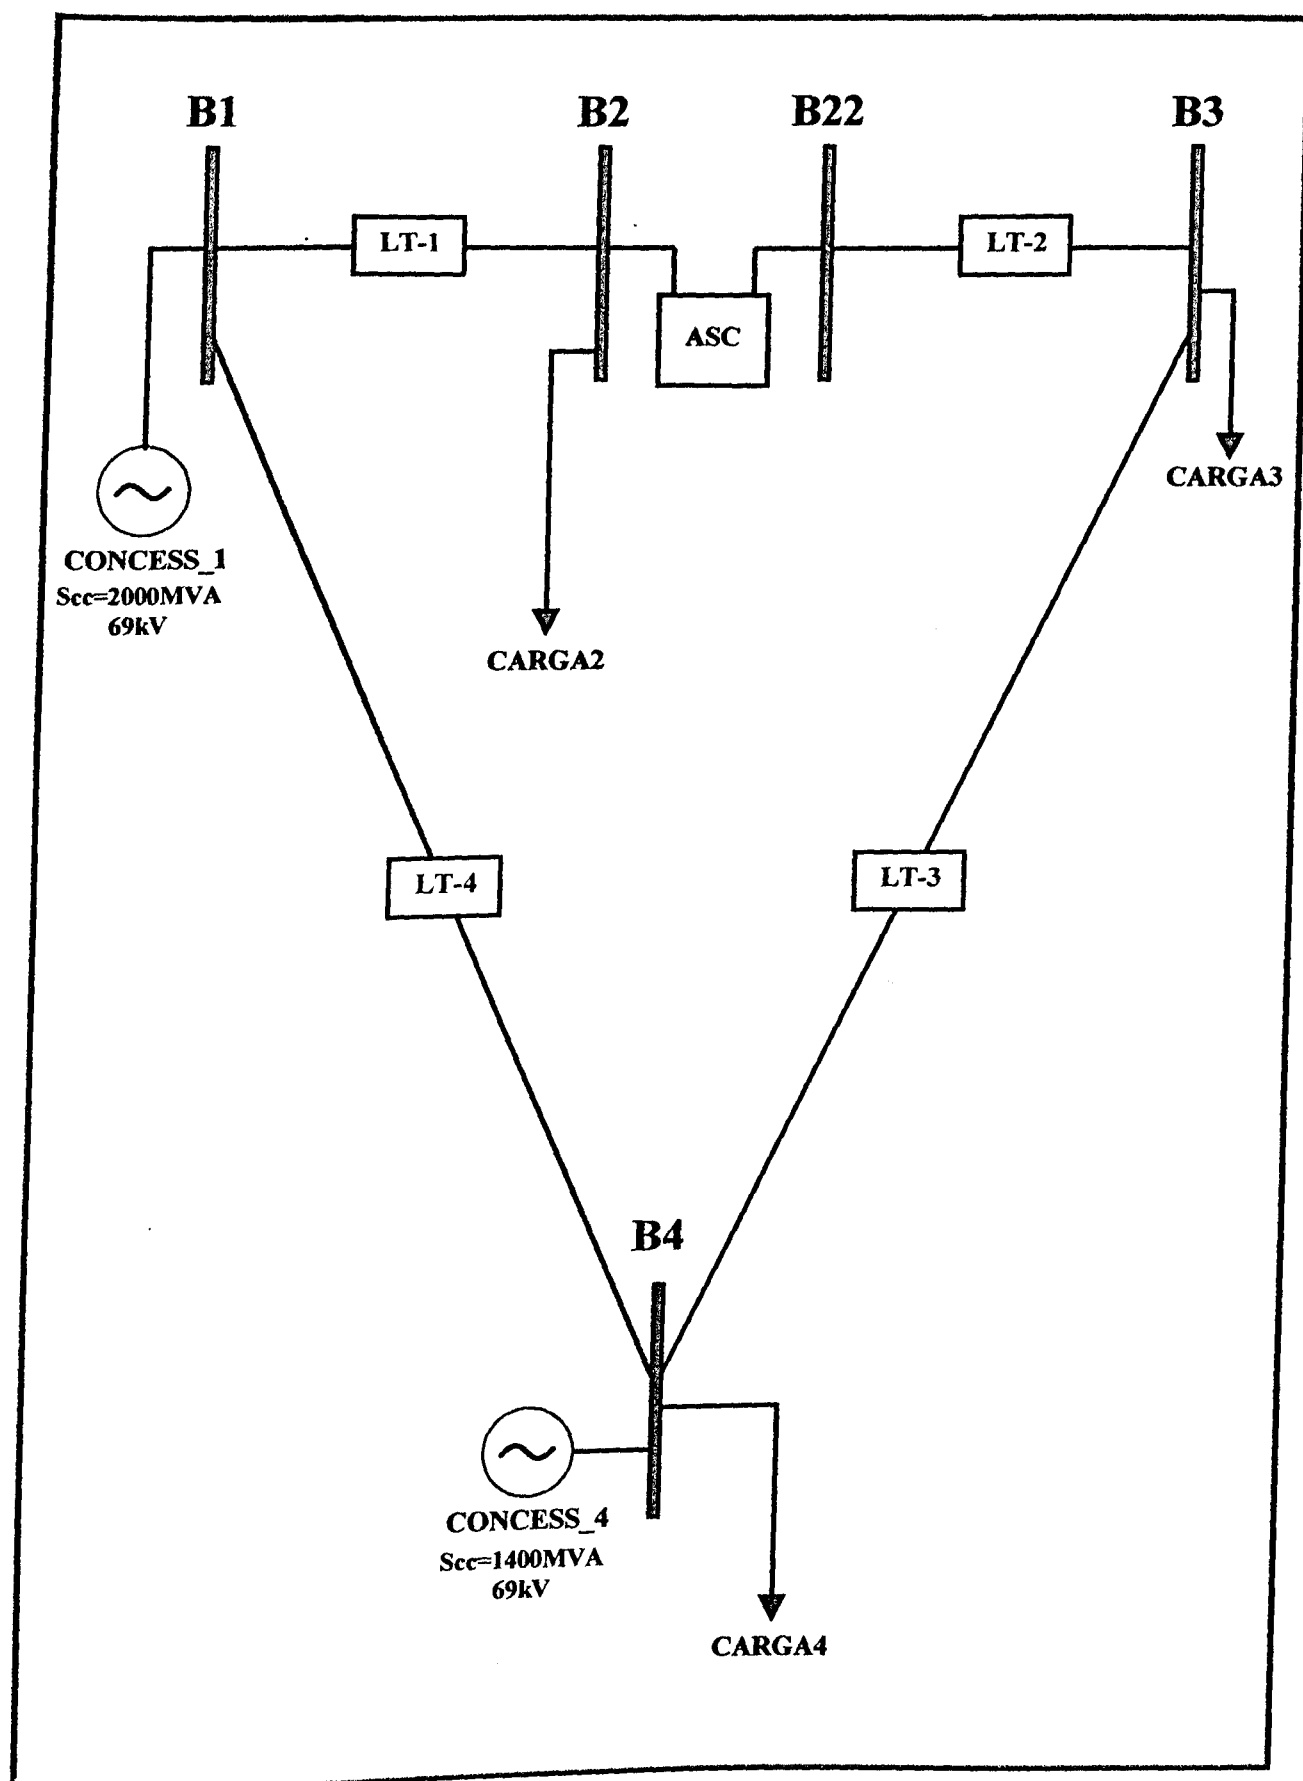 B1
B2
B22
B3
LT-1
LT-2
ASC
CARGA3
CONCESS_1
Scc=2000MVA
69kV
CARGA2
LT-4
LT-3
B4
CONCESS_4
Scc=1400MVA
69kV
CARGA4